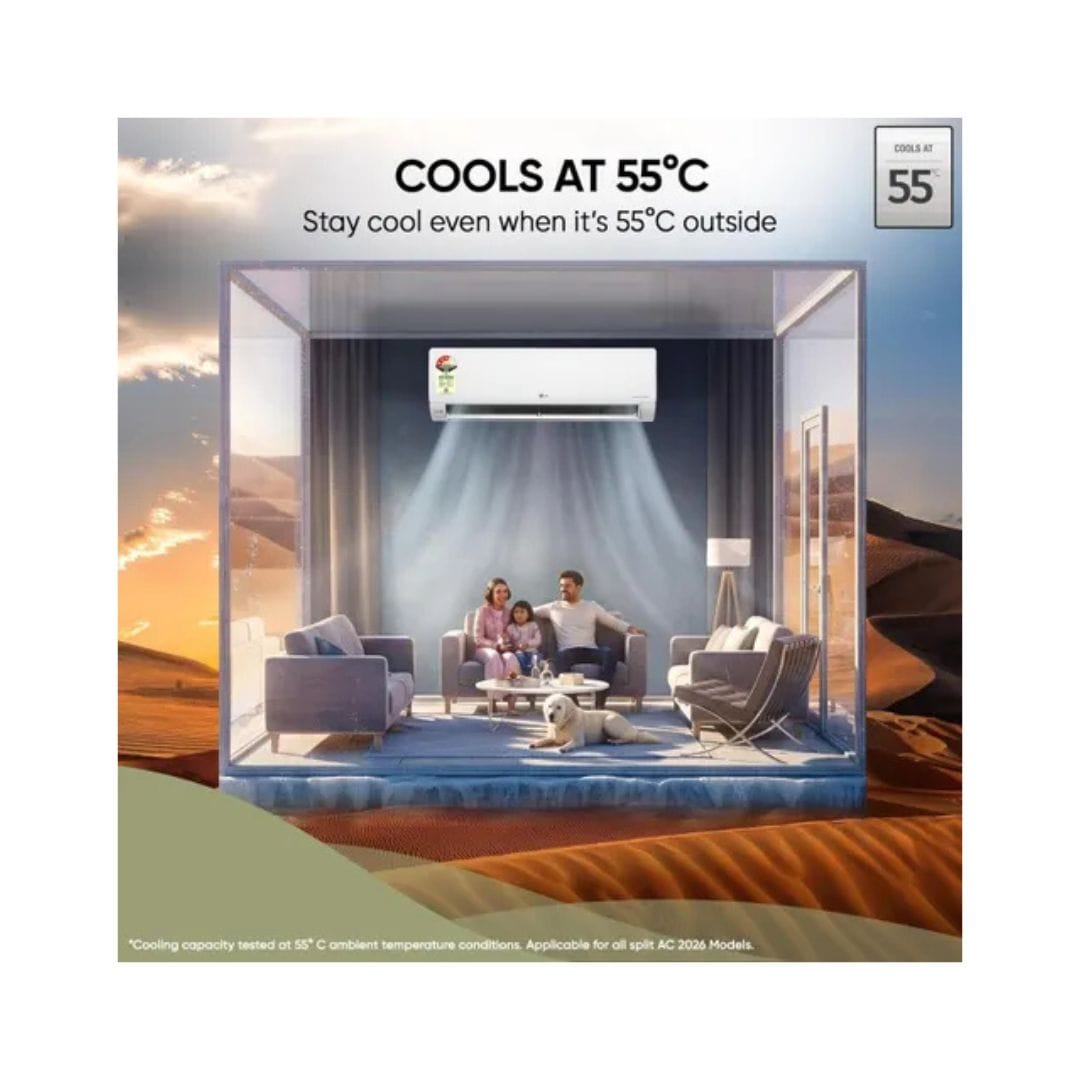 COOLS AT 55°C
Stay cool even when it's 55°C outside
COOLS AT
55°C
LG
*Cooling capacity tested at 55° C ambient temperature conditions. Applicable for all split AC 2026 Models.